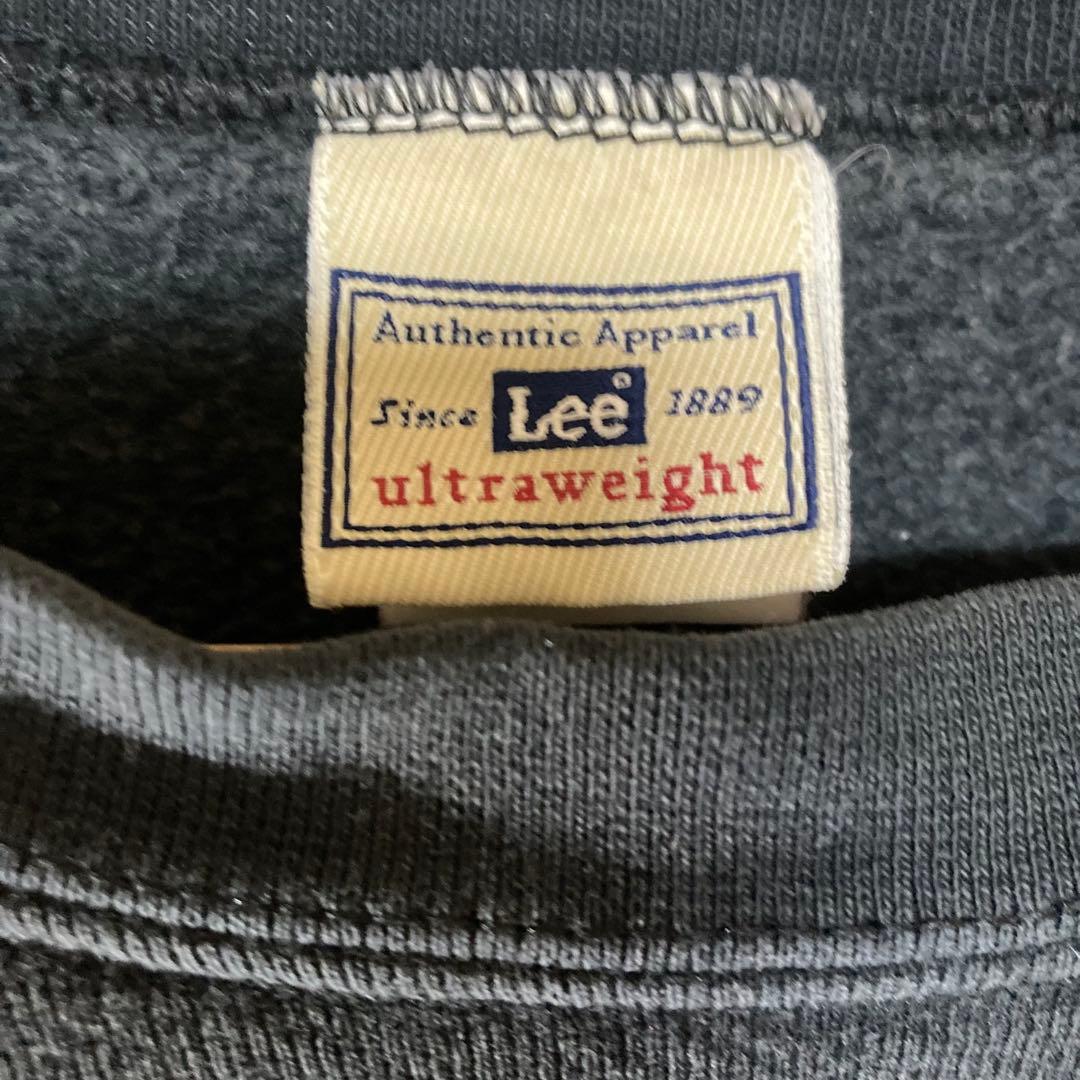 Authentic Apparel
Since Lee® 1889
ultraweight